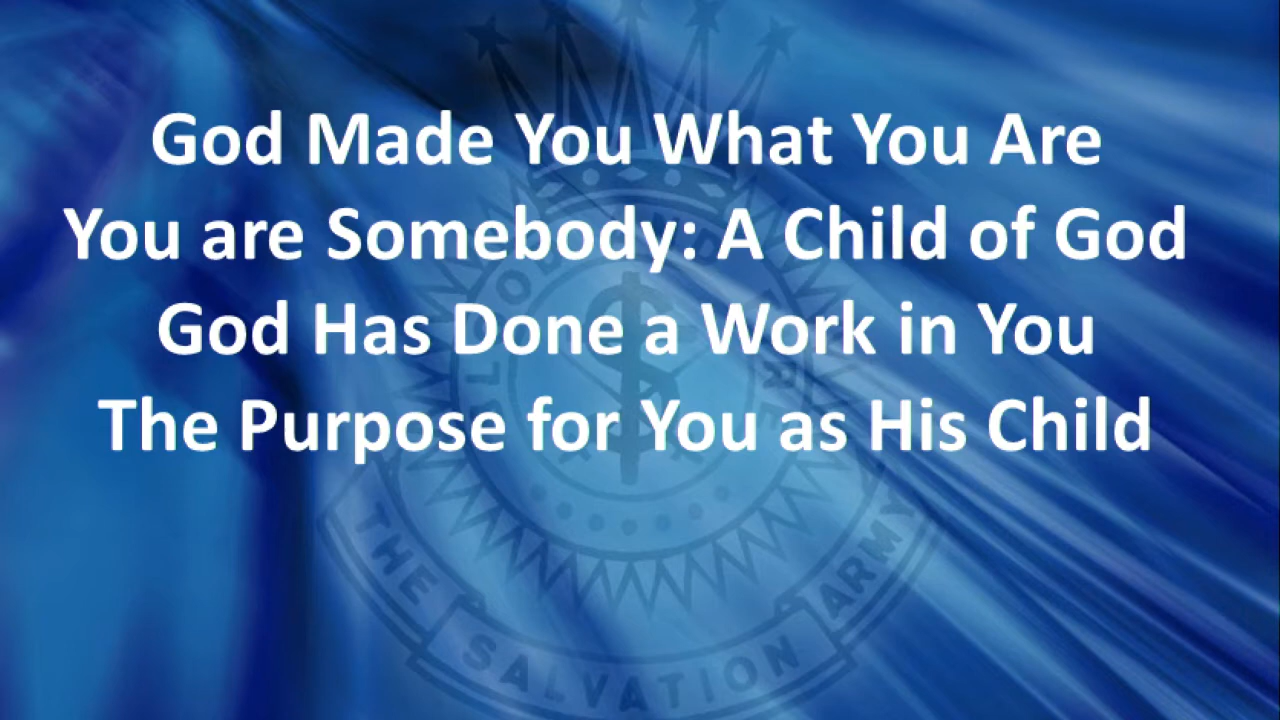 God Made You What You Are
You are Somebody: A Child of God
God Has Done a Work in You
The Purpose for You as His Child
THE SALVATION ARMY